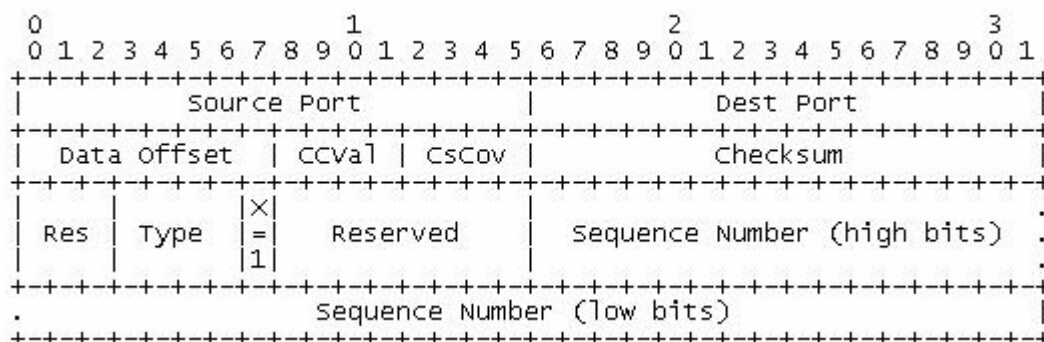 0 1 2 3
0 1 2 3 4 5 6 7 8 9 0 1 2 3 4 5 6 7 8 9 0 1 2 3 4 5 6 7 8 9 0 1
+-+-+-+-+-+-+-+-+-+-+-+-+-+-+-+-+-+-+-+-+-+-+-+-+-+-+-+-+-+-+-+-+
| Source Port | Dest Port |
+-+-+-+-+-+-+-+-+-+-+-+-+-+-+-+-+-+-+-+-+-+-+-+-+-+-+-+-+-+-+-+-+
| Data Offset | CCVal | CsCov | Checksum |
+-+-+-+-+-+-+-+-+-+-+-+-+-+-+-+-+-+-+-+-+-+-+-+-+-+-+-+-+-+-+-+-+
| | |X| | .
| Res | Type |=| Reserved | Sequence Number (high bits) .
| | |1| | .
+-+-+-+-+-+-+-+-+-+-+-+-+-+-+-+-+-+-+-+-+-+-+-+-+-+-+-+-+-+-+-+-+
. Sequence Number (low bits) |
+-+-+-+-+-+-+-+-+-+-+-+-+-+-+-+-+-+-+-+-+-+-+-+-+-+-+-+-+-+-+-+-+